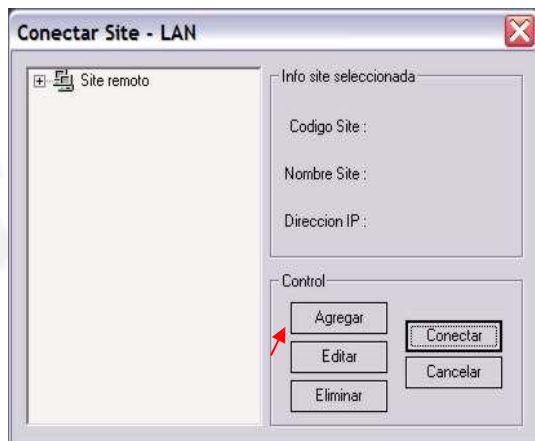 Conectar Site - LAN
Site remoto
Info site seleccionada
Codigo Site :
Nombre Site :
Direccion IP :
Control
Agregar
Editar
Eliminar
Conectar
Cancelar